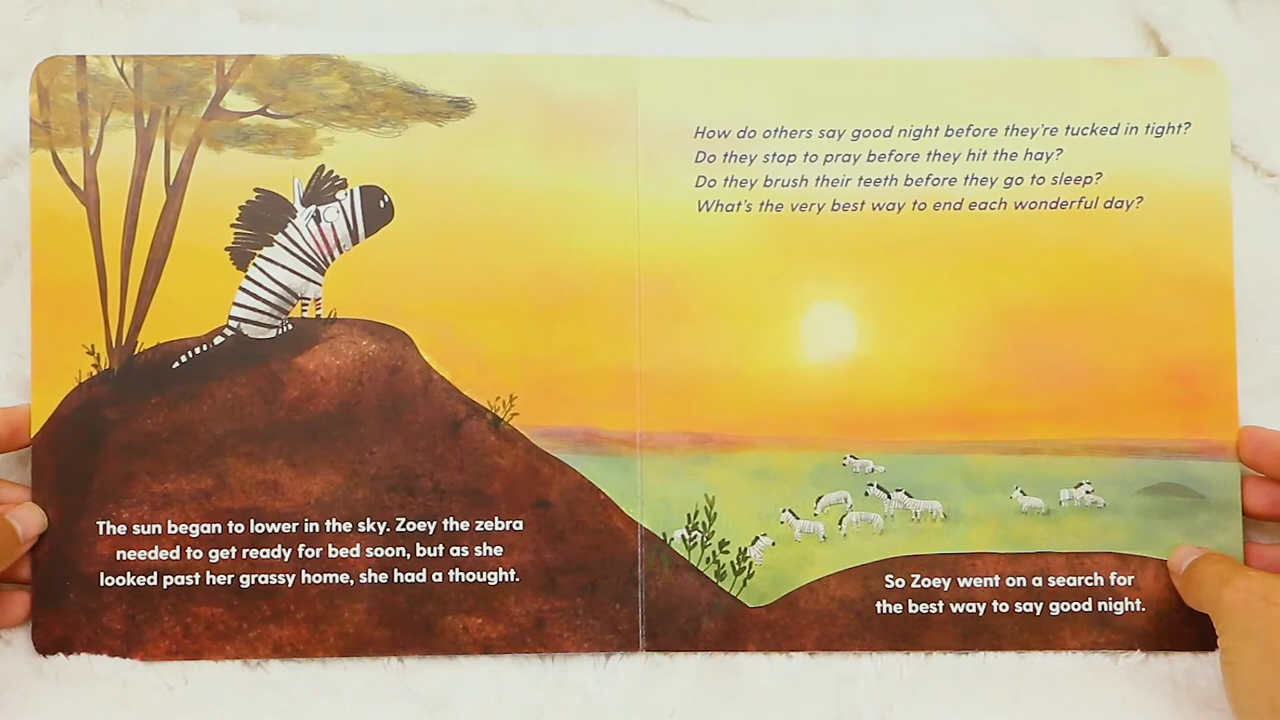 The sun began to lower in the sky. Zoey the zebra
needed to get ready for bed soon, but as she
looked past her grassy home, she had a thought.
How do others say good night before they're tucked in tight?
Do they stop to pray before they hit the hay?
Do they brush their teeth before they go to sleep?
What's the very best way to end each wonderful day?
So Zoey went on a search for
the best way to say good night.